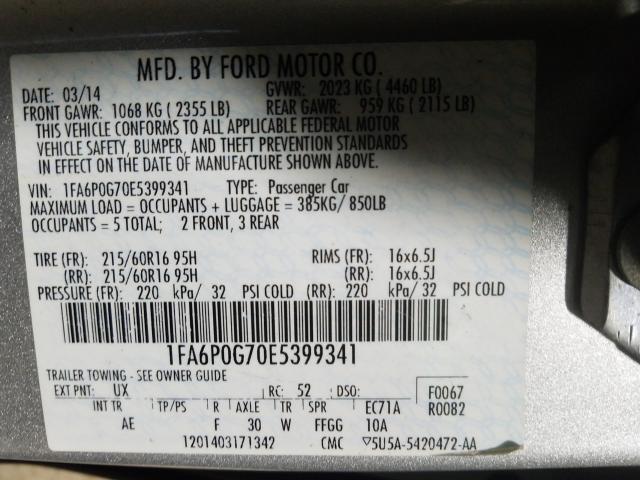 MFD. BY FORD MOTOR CO.
DATE: 03/14 GVWR: 2023 KG ( 4460 LB)
FRONT GAWR: 1068 KG ( 2355 LB) REAR GAWR: 959 KG ( 2115 LB)
THIS VEHICLE CONFORMS TO ALL APPLICABLE FEDERAL MOTOR
VEHICLE SAFETY, BUMPER, AND THEFT PREVENTION STANDARDS
IN EFFECT ON THE DATE OF MANUFACTURE SHOWN ABOVE.
VIN: 1FA6P0G70E5399341 TYPE: Passenger Car
MAXIMUM LOAD = OCCUPANTS + LUGGAGE = 385KG/ 850LB
OCCUPANTS = 5 TOTAL; 2 FRONT, 3 REAR
TIRE (FR): 215/60R16 95H RIMS (FR): 16x6.5J
(RR): 215/60R16 95H (RR): 16x6.5J
PRESSURE (FR): 220 kPa/ 32 PSI COLD (RR): 220 kPa/ 32 PSI COLD
1FA6P0G70E5399341
TRAILER TOWING - SEE OWNER GUIDE
EXT PNT: UX RC: 52 DSO: F0067
INT TR TP/PS R AXLE TR SPR EC71A R0082
AE F 30 W FFGG 10A
1201403171342 CMC ▽5U5A-5420472-AA